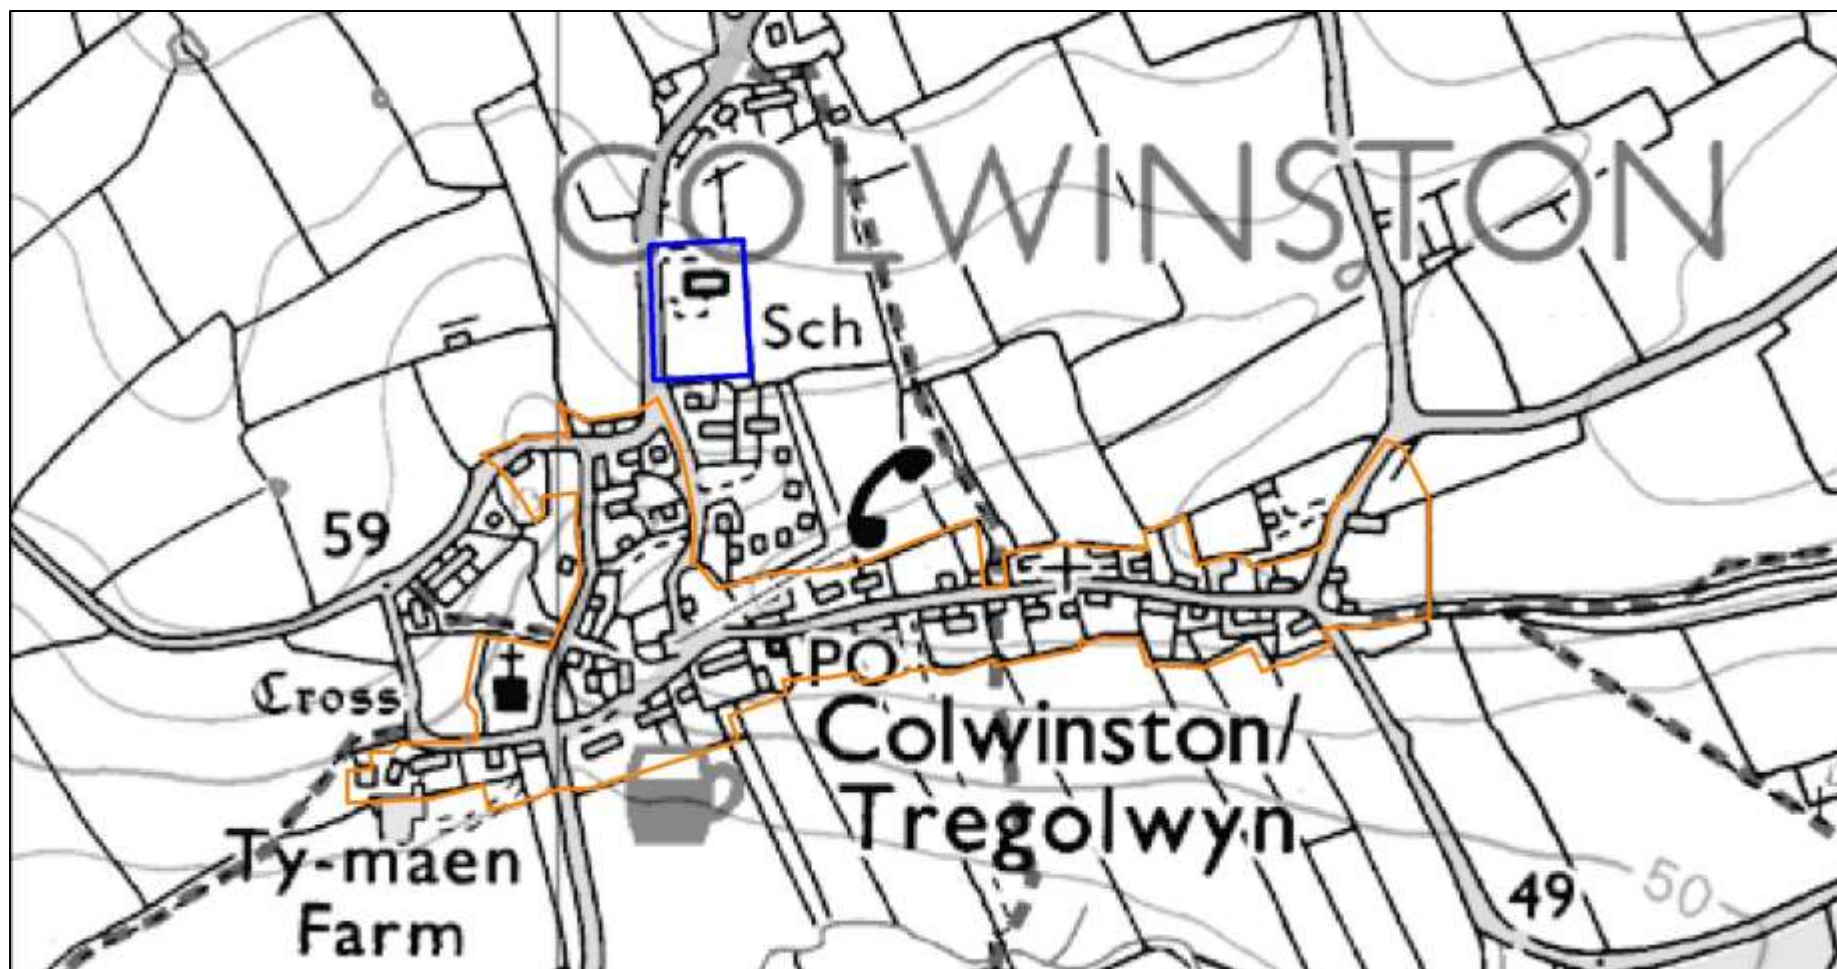 COLWINSTON
Sch
59
PO
Cross
Colwinston/
Tregolwyn
Ty-maen
Farm
49
50